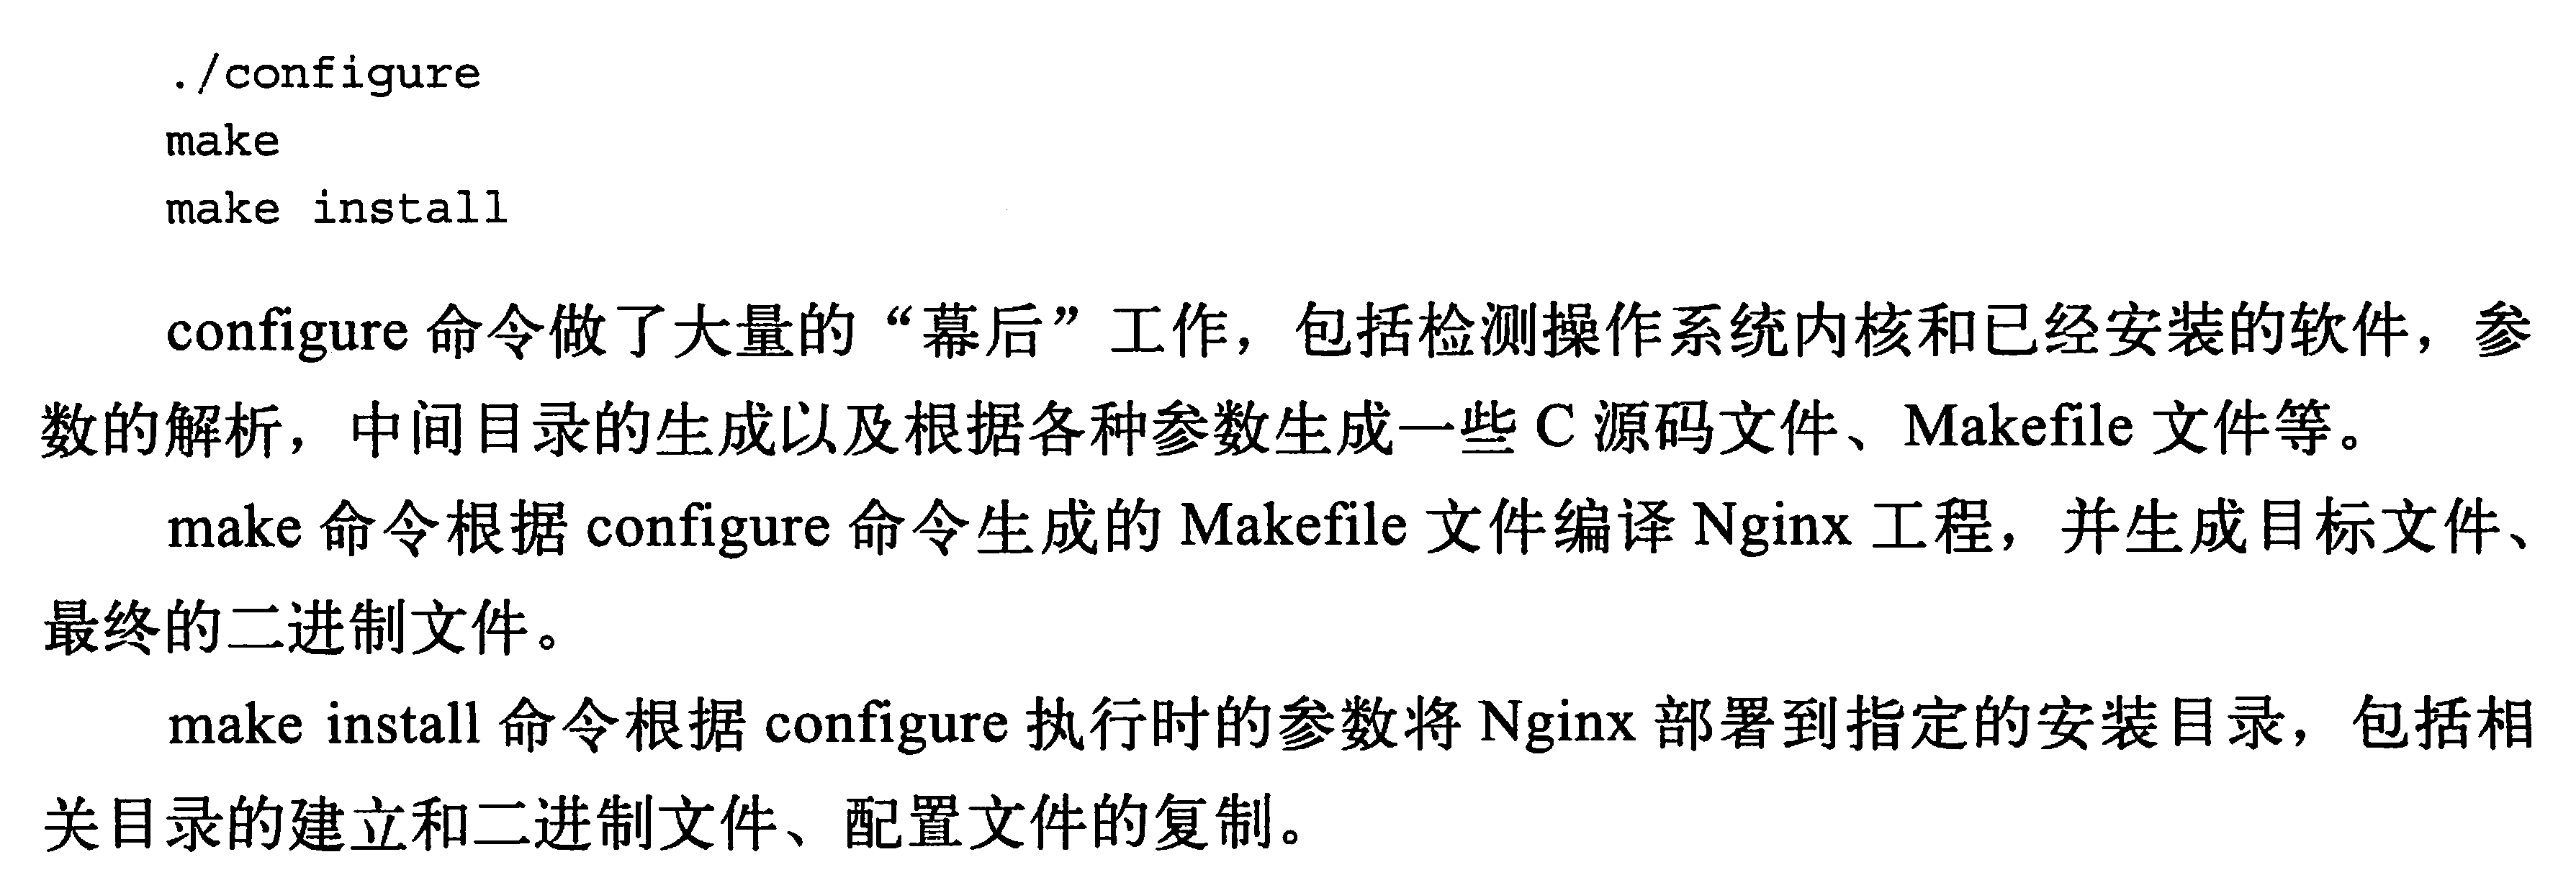 ./configure
make
make install
configure 命令做了大量的“幕后”工作，包括检测操作系统内核和已经安装的软件，参
数的解析，中间目录的生成以及根据各种参数生成一些 C 源码文件、Makefile 文件等。
make 命令根据 configure 命令生成的 Makefile 文件编译 Nginx 工程，并生成目标文件、
最终的二进制文件。
make install 命令根据 configure 执行时的参数将 Nginx 部署到指定的安装目录，包括相
关目录的建立和二进制文件、配置文件的复制。